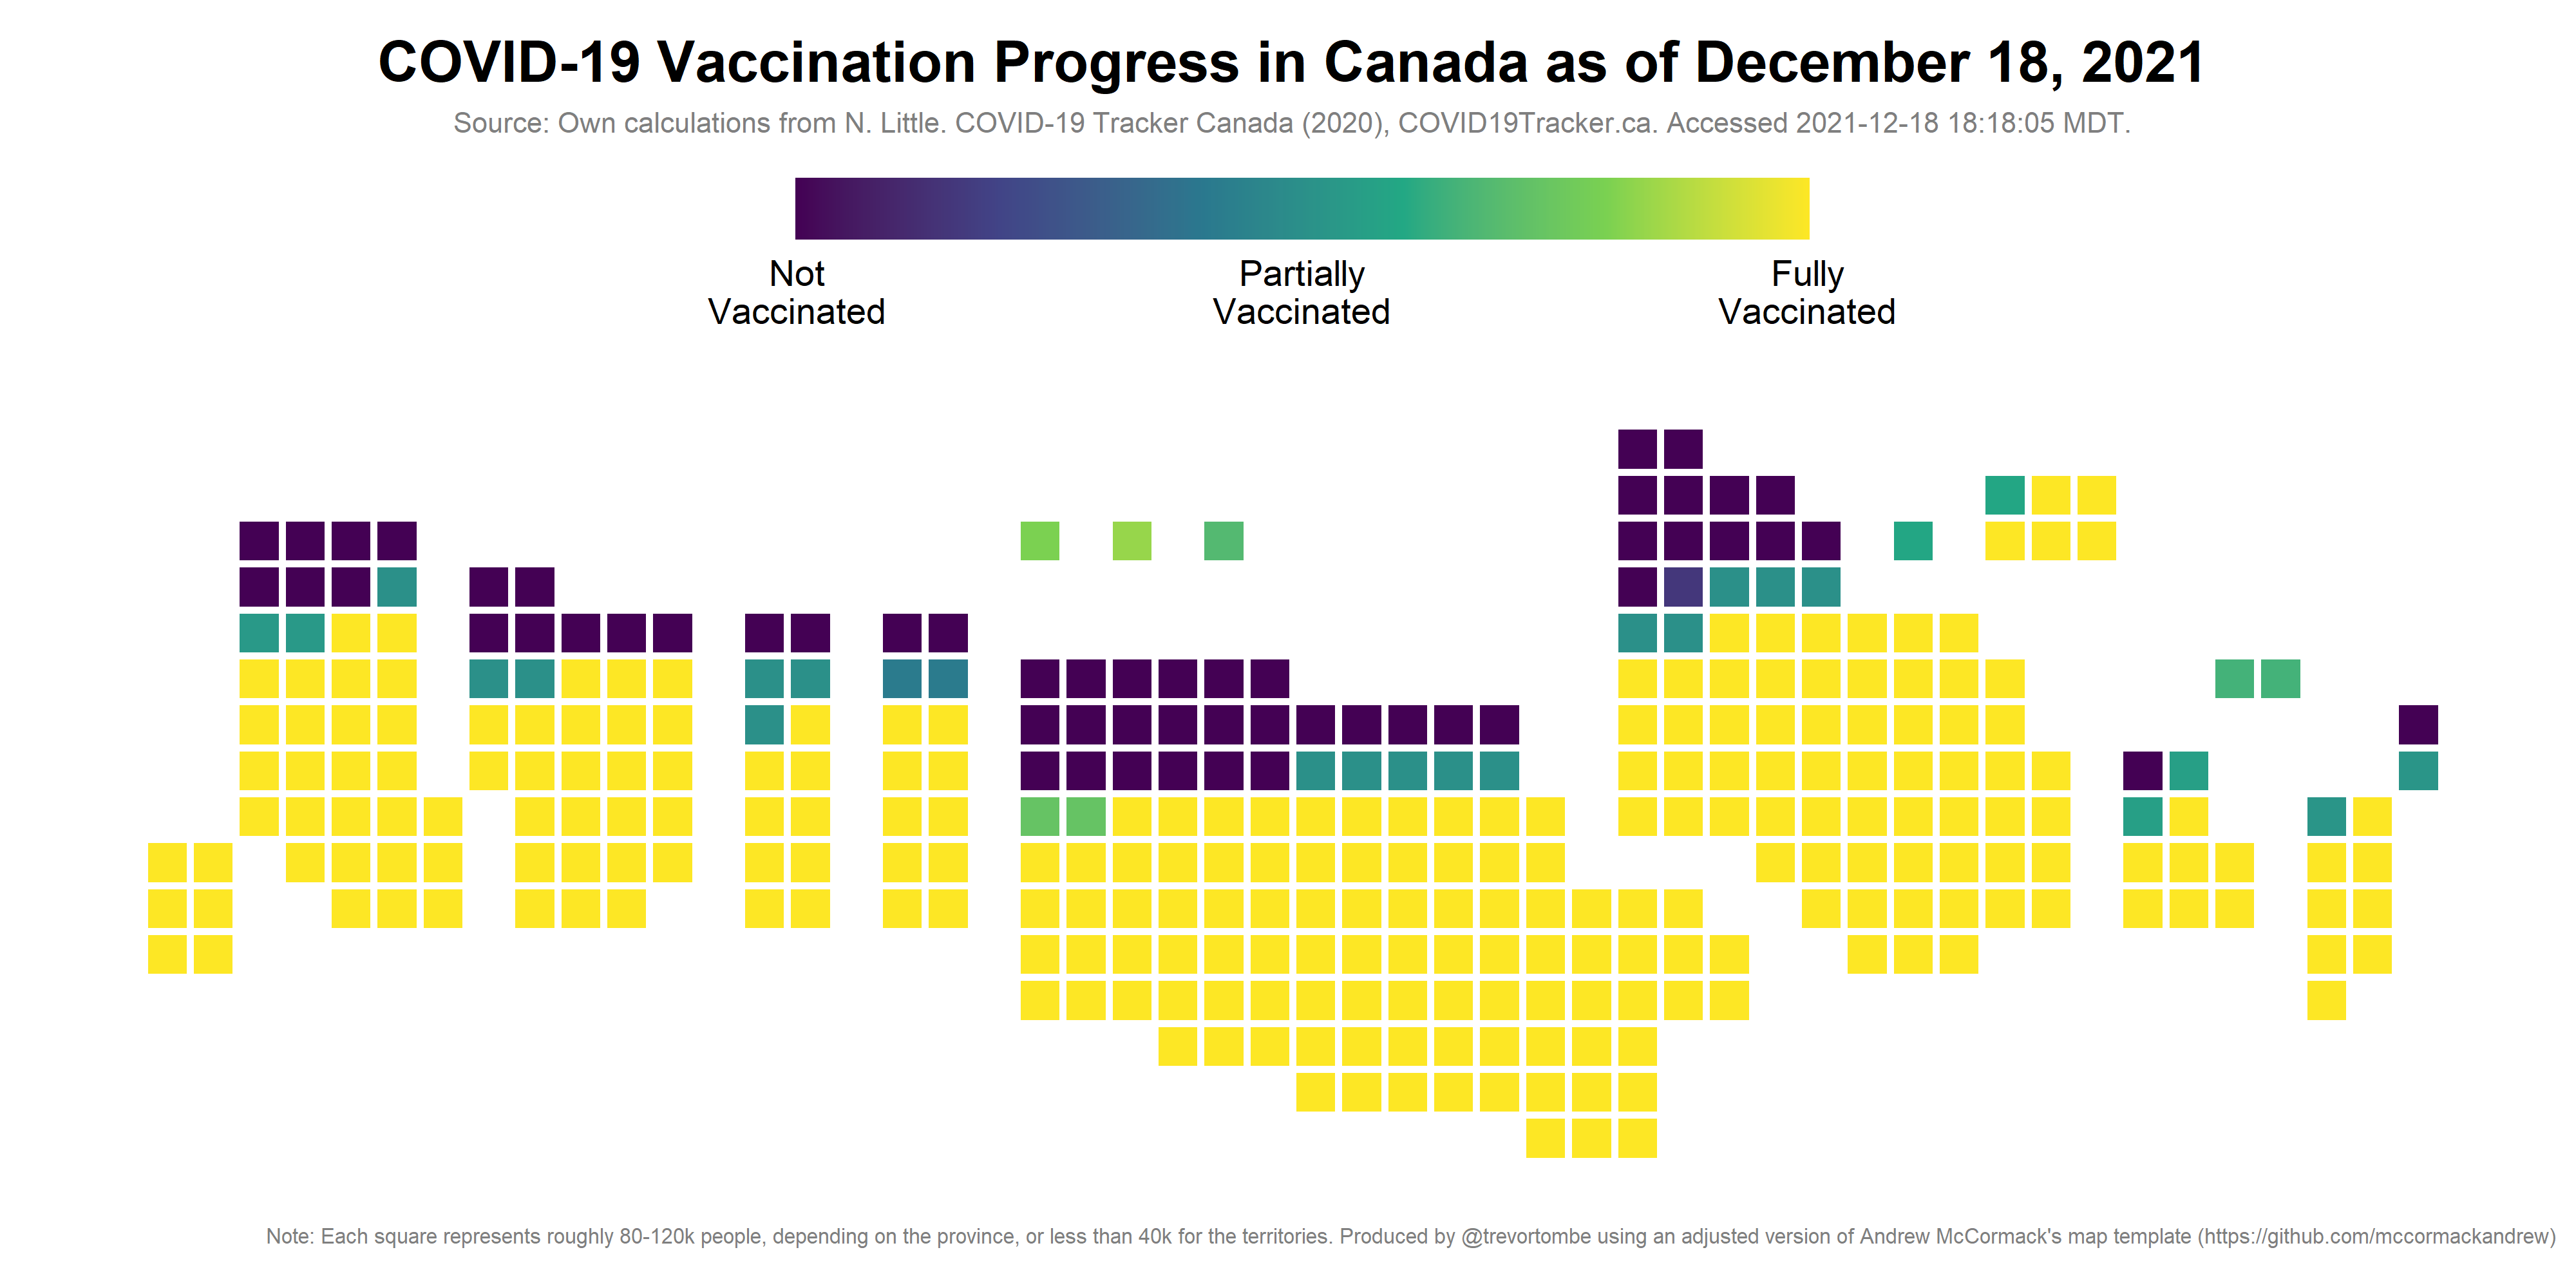 COVID-19 Vaccination Progress in Canada as of December 18, 2021
Source: Own calculations from N. Little. COVID-19 Tracker Canada (2020), COVID19Tracker.ca. Accessed 2021-12-18 18:18:05 MDT.
Not
Vaccinated
Partially
Vaccinated
Fully
Vaccinated
Note: Each square represents roughly 80-120k people, depending on the province, or less than 40k for the territories. Produced by @trevortombe using an adjusted version of Andrew McCormack's map template (https://github.com/mccormackandrew)